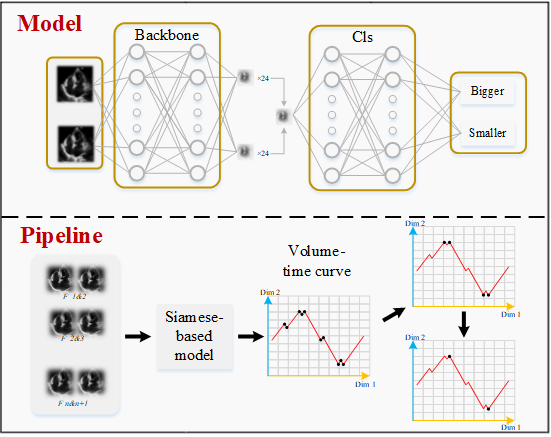 Model
Backbone
Cls
×24
×24
Bigger
Smaller
Pipeline
F 1&2
F 2&3
F n&n+1
Siamese-
based
model
Volume-
time curve
Dim 2
Dim 1
Dim 2
Dim 1
Dim 2
Dim 1